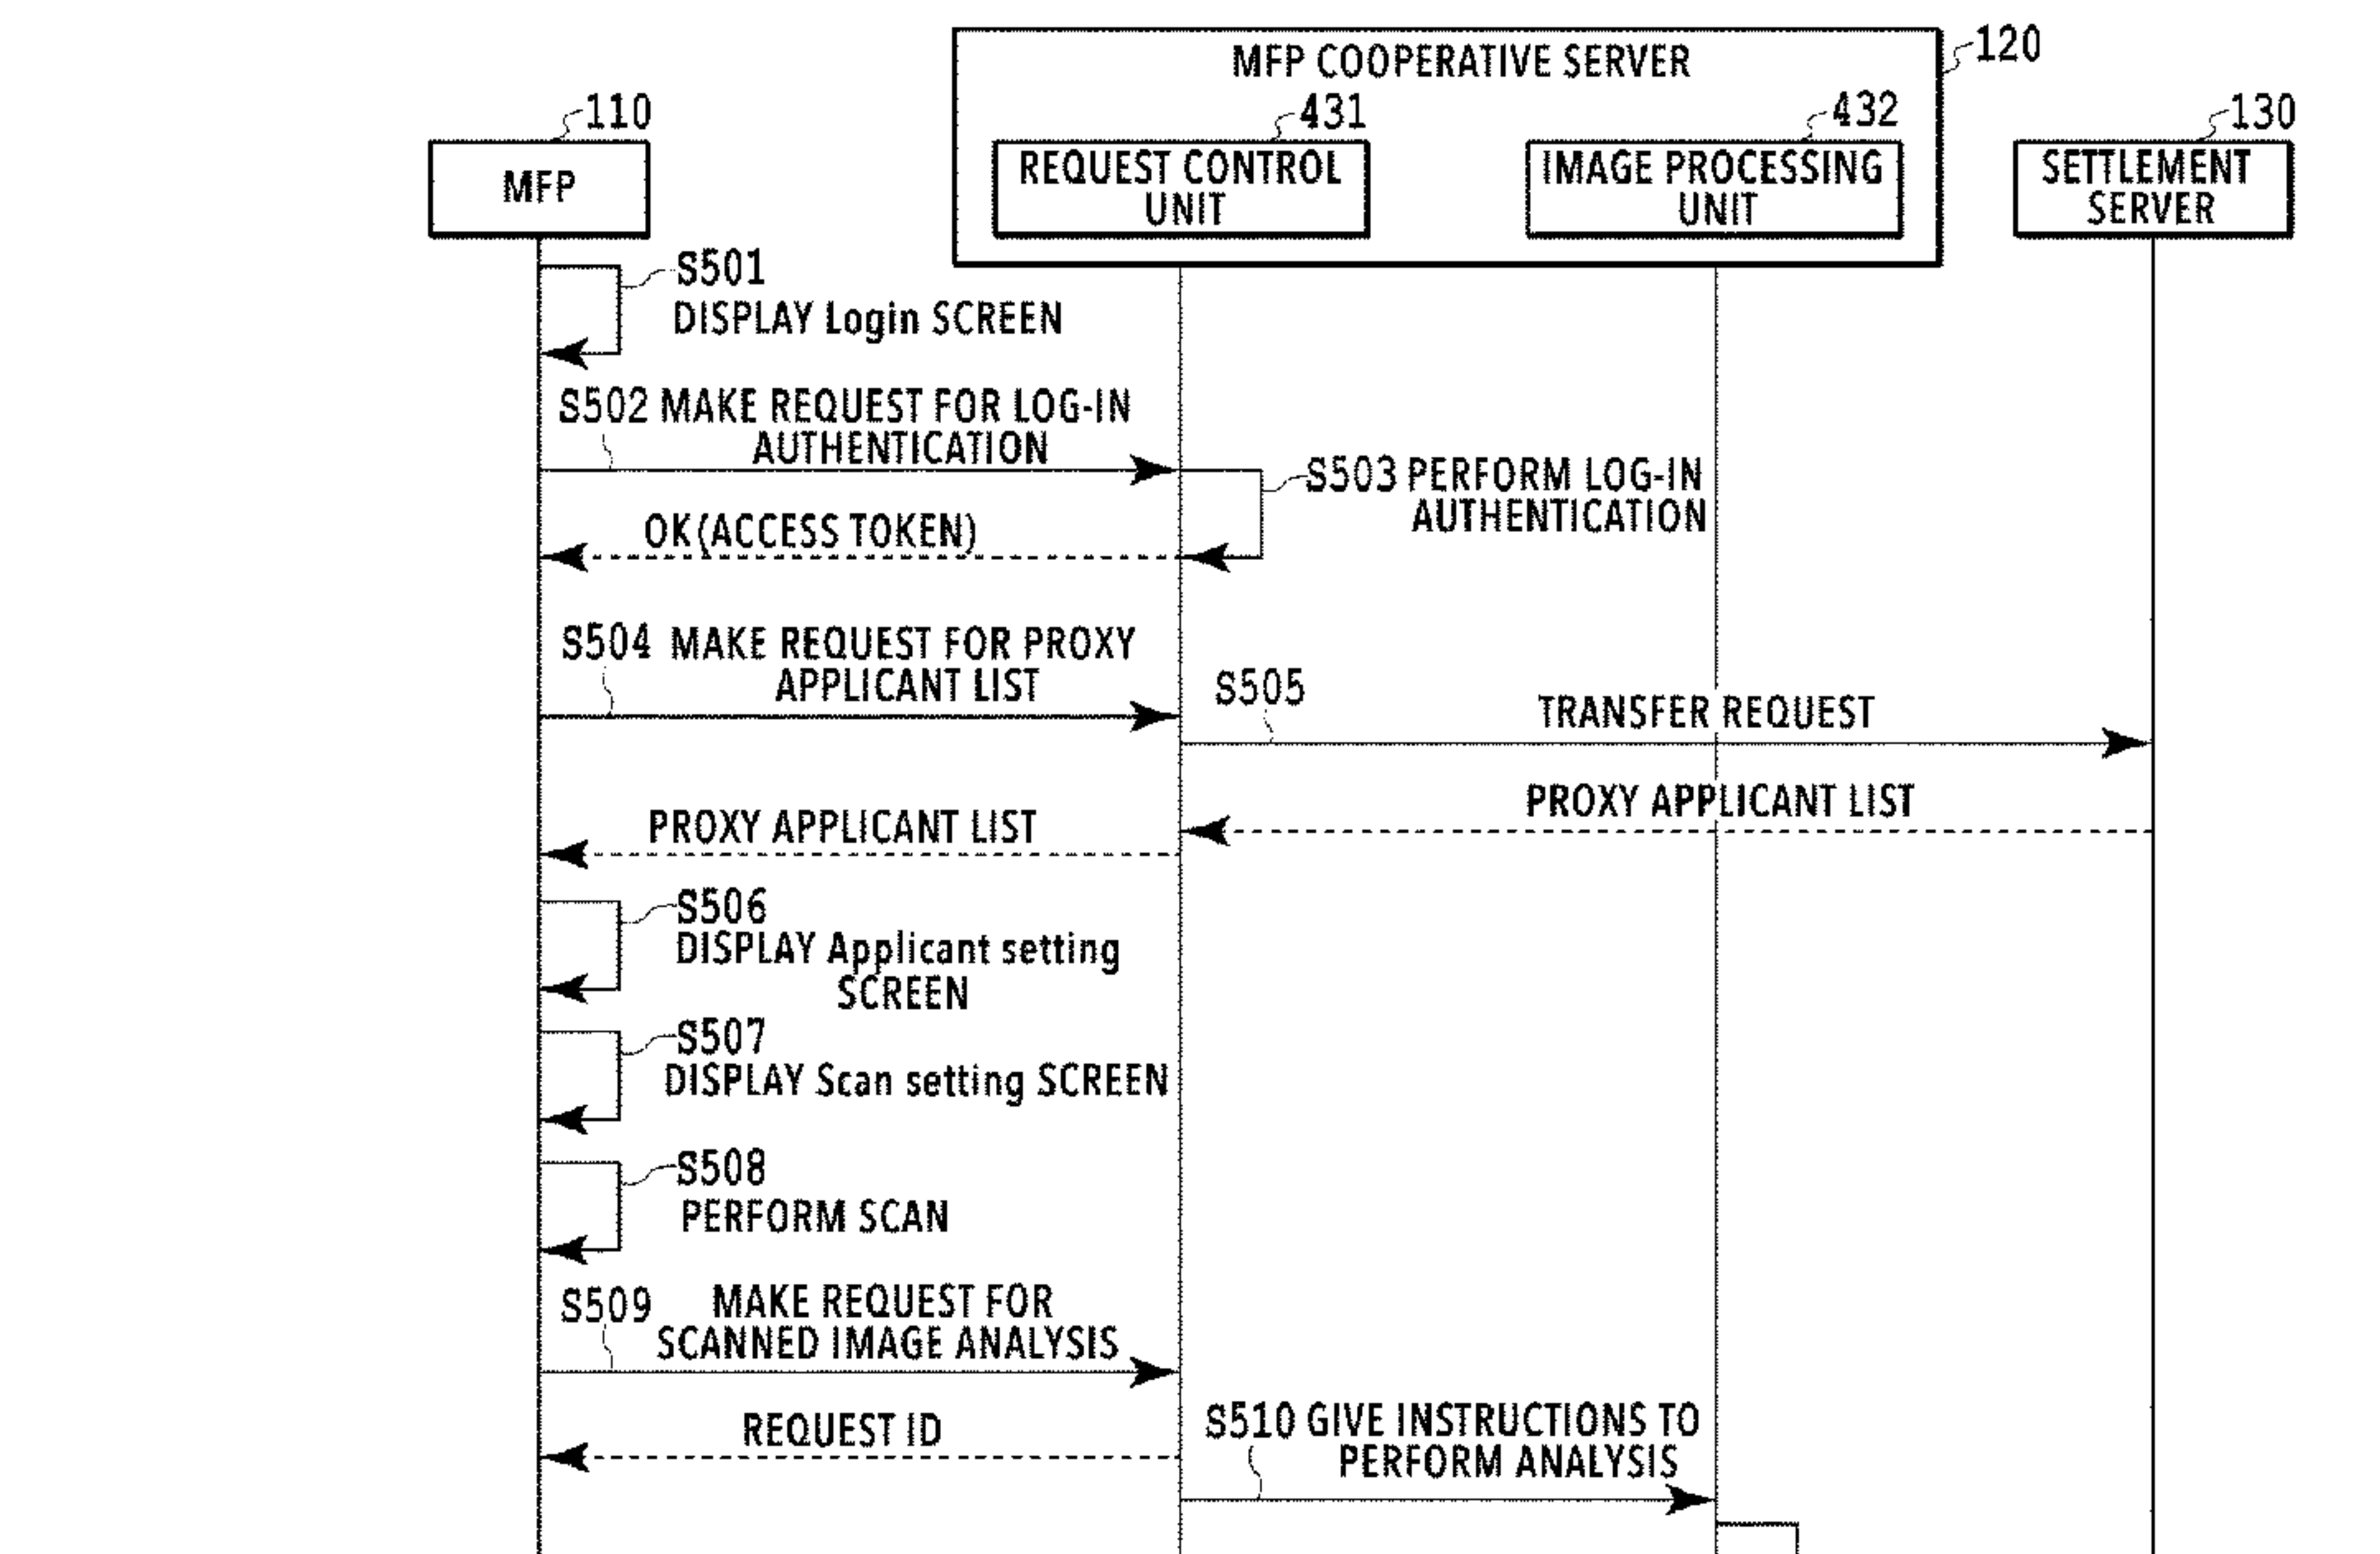 MFP COOPERATIVE SERVER
120
110
431
432
130
MFP
REQUEST CONTROL
UNIT
IMAGE PROCESSING
UNIT
SETTLEMENT
SERVER
S501
DISPLAY Login SCREEN
S502 MAKE REQUEST FOR LOG-IN
AUTHENTICATION
S503 PERFORM LOG-IN
AUTHENTICATION
OK(ACCESS TOKEN)
S504 MAKE REQUEST FOR PROXY
APPLICANT LIST
S505
TRANSFER REQUEST
PROXY APPLICANT LIST
PROXY APPLICANT LIST
S506
DISPLAY Applicant setting
SCREEN
S507
DISPLAY Scan setting SCREEN
S508
PERFORM SCAN
S509
MAKE REQUEST FOR
SCANNED IMAGE ANALYSIS
REQUEST ID
S510 GIVE INSTRUCTIONS TO
PERFORM ANALYSIS